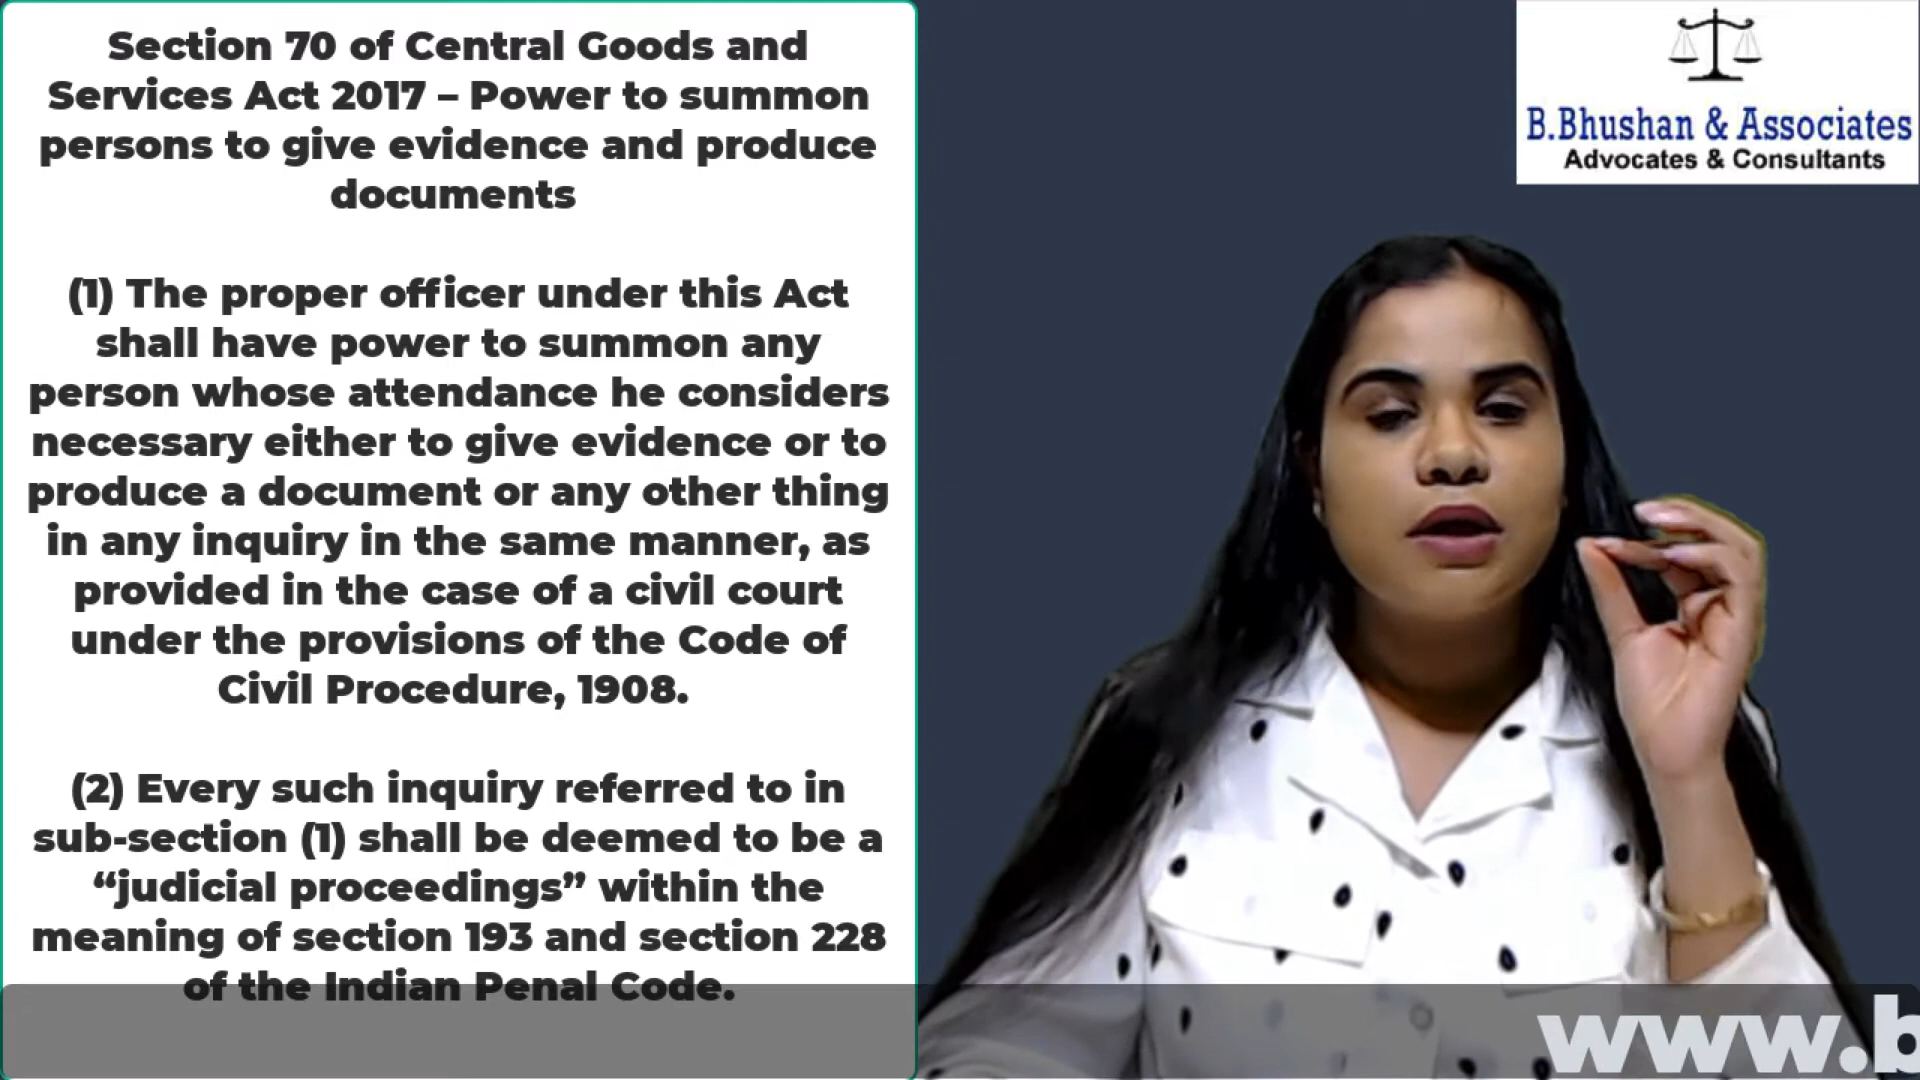 Section 70 of Central Goods and
Services Act 2017 – Power to summon
persons to give evidence and produce
documents
(1) The proper officer under this Act
shall have power to summon any
person whose attendance he considers
necessary either to give evidence or to
produce a document or any other thing
in any inquiry in the same manner, as
provided in the case of a civil court
under the provisions of the Code of
Civil Procedure, 1908.
(2) Every such inquiry referred to in
sub-section (1) shall be deemed to be a
“judicial proceedings” within the
meaning of section 193 and section 228
of the Indian Penal Code.
B.Bhushan & Associates
Advocates & Consultants
www.b